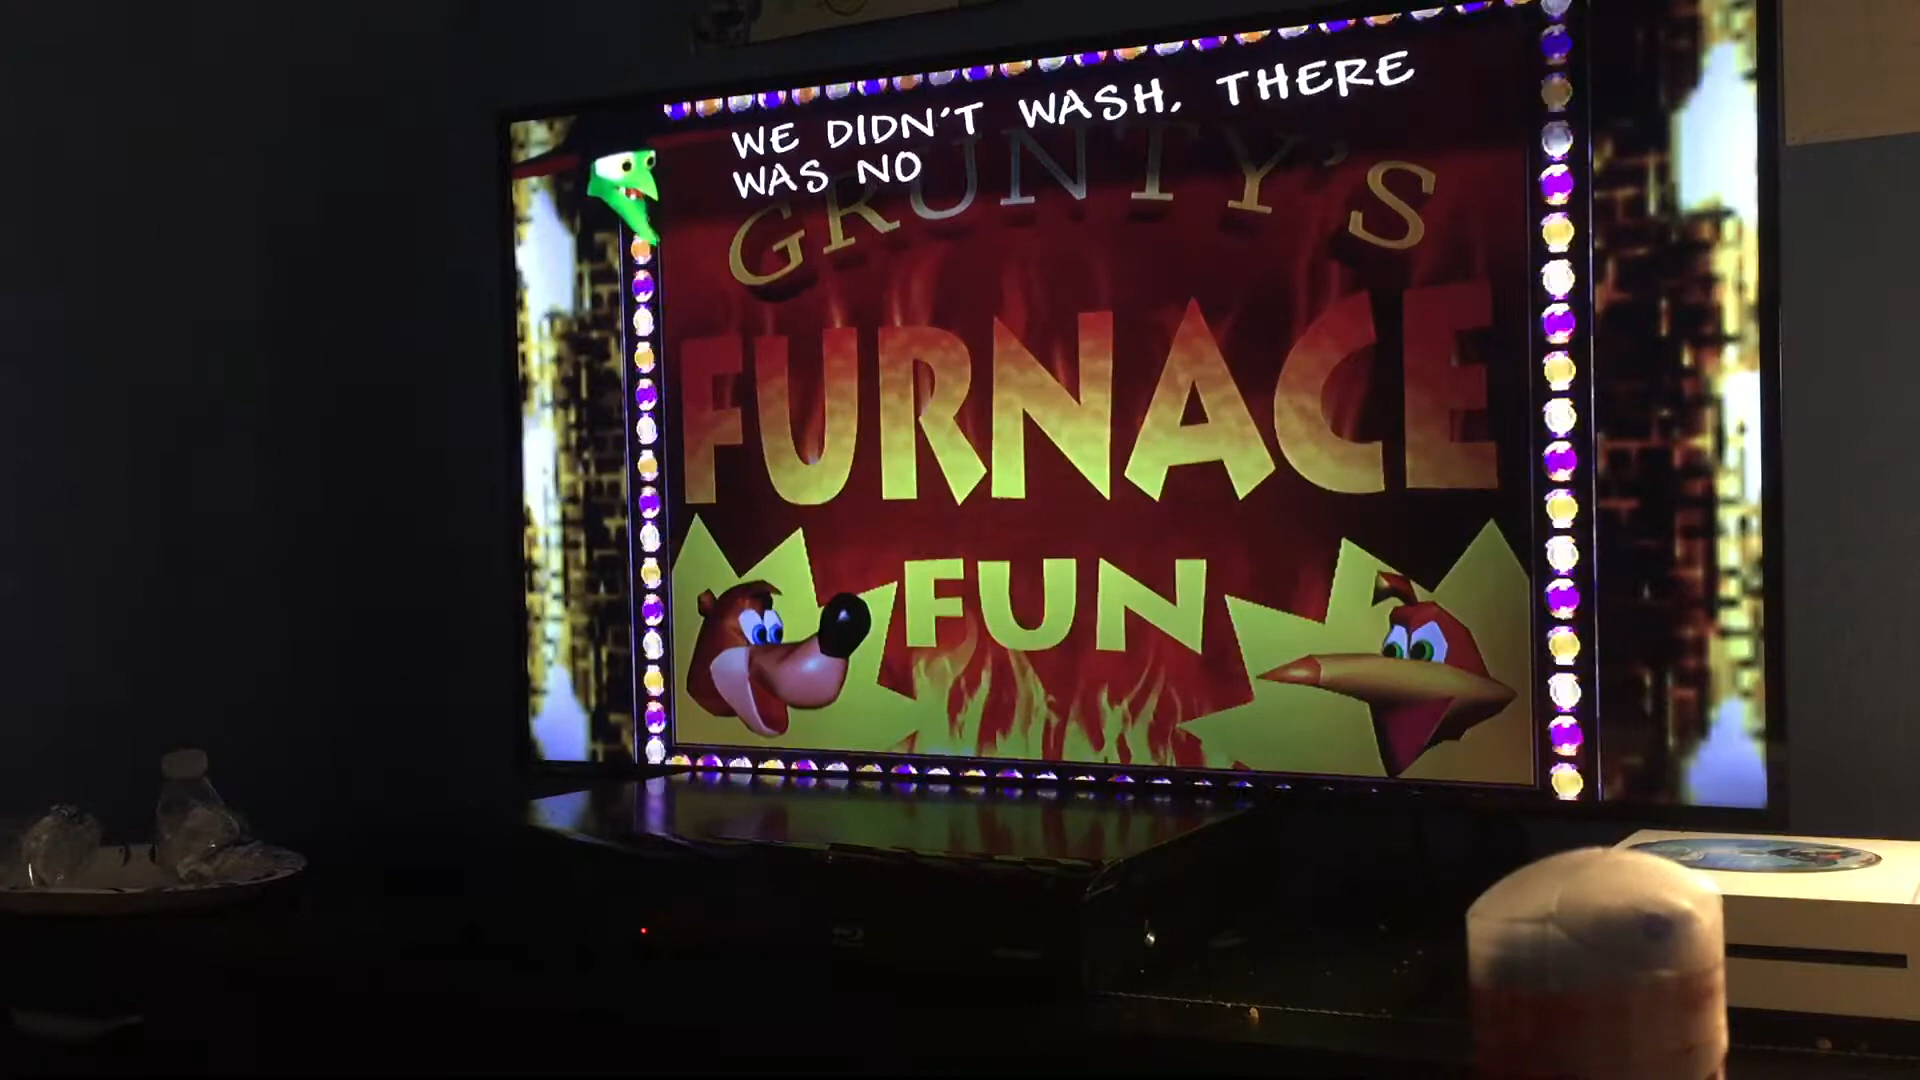 WE DIDN'T WASH, THERE
WAS NO
GRUNTY'S
FURNACE
FUN